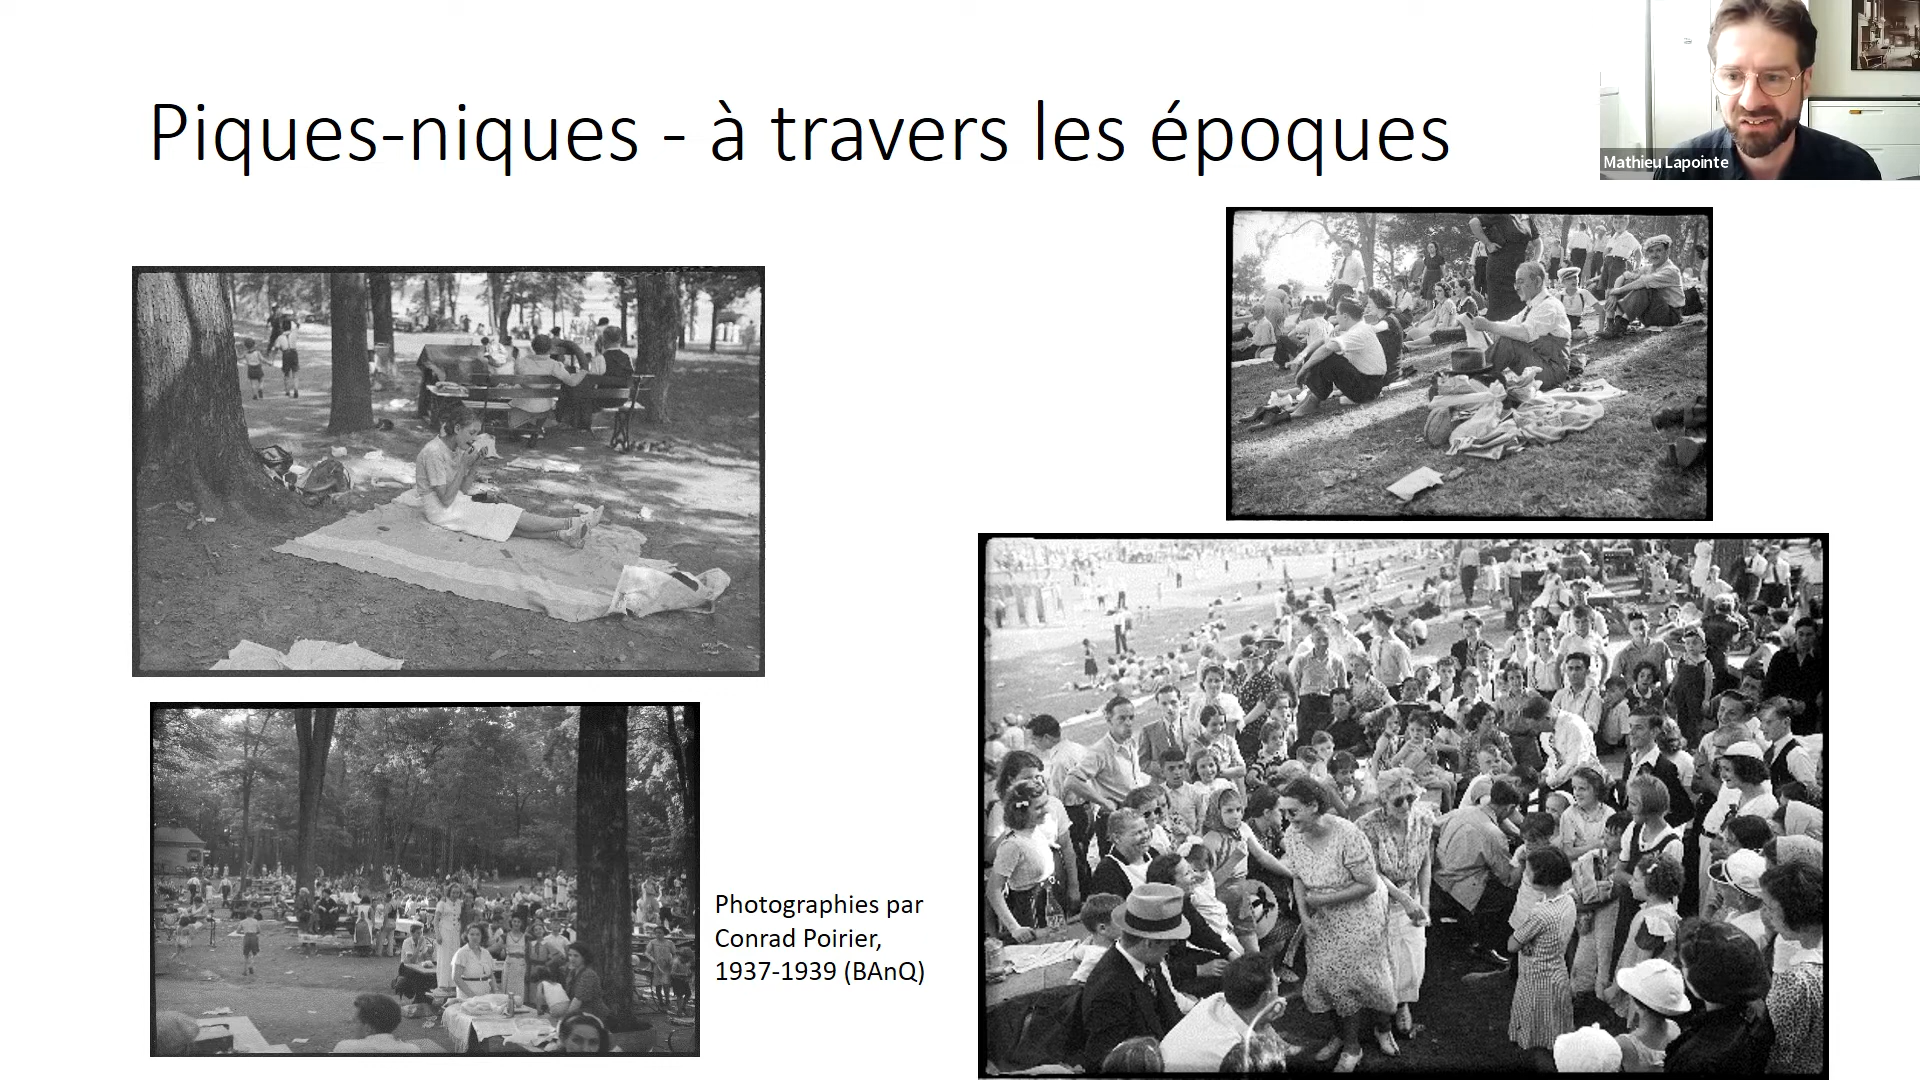 Piques-niques - à travers les époques
Mathieu Lapointe
Photographies par
Conrad Poirier,
1937-1939 (BAnQ)